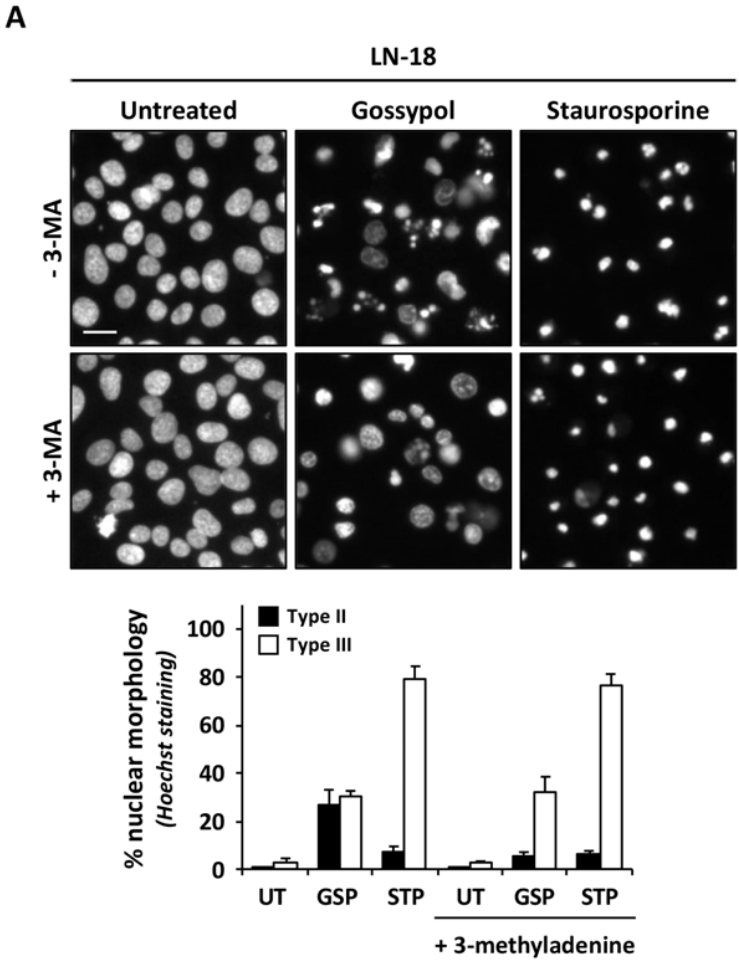 A
LN-18
Untreated Gossypol Staurosporine
- 3-MA
+ 3-MA
% nuclear morphology
(Hoechst staining)
Type II
Type III
100
80
60
40
20
0
UT GSP STP UT GSP STP
+ 3-methyladenine